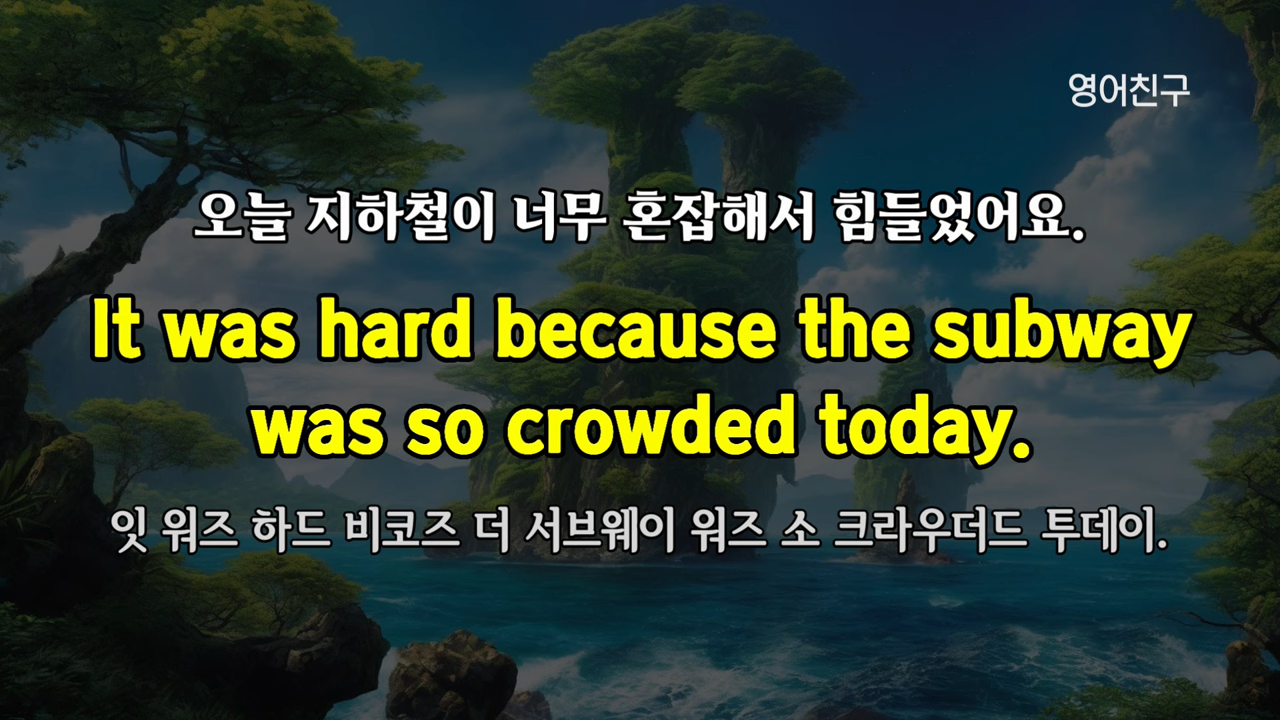 영어친구
오늘 지하철이 너무 혼잡해서 힘들었어요.
It was hard because the subway
was so crowded today.
잇 워즈 하드 비코즈 더 서브웨이 워즈 소 크라우더드 투데이.